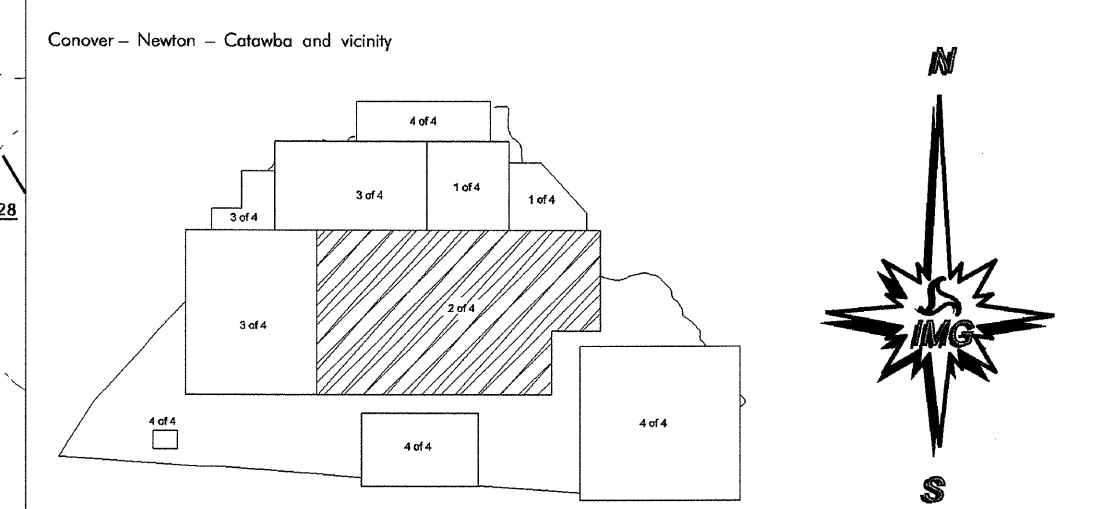 Conover – Newton – Catawba and vicinity
N
4 of 4
3 of 4
1 of 4
1 of 4
3 of 4
28
2 of 4
3 of 4
IMG
4 of 4
4 of 4
4 of 4
S